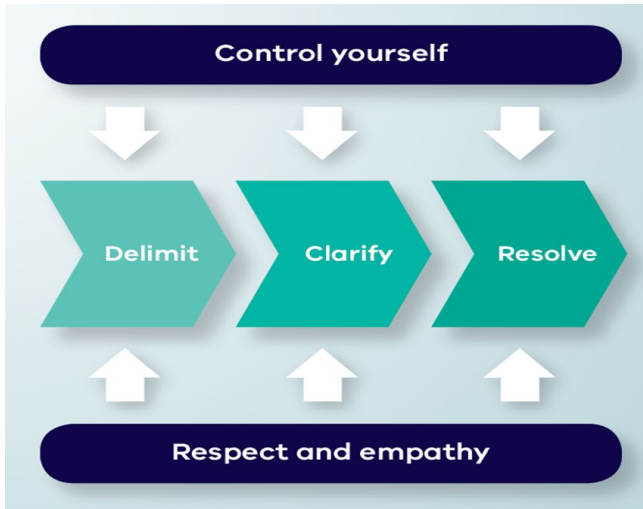 Control yourself
Delimit
Clarify
Resolve
Respect and empathy